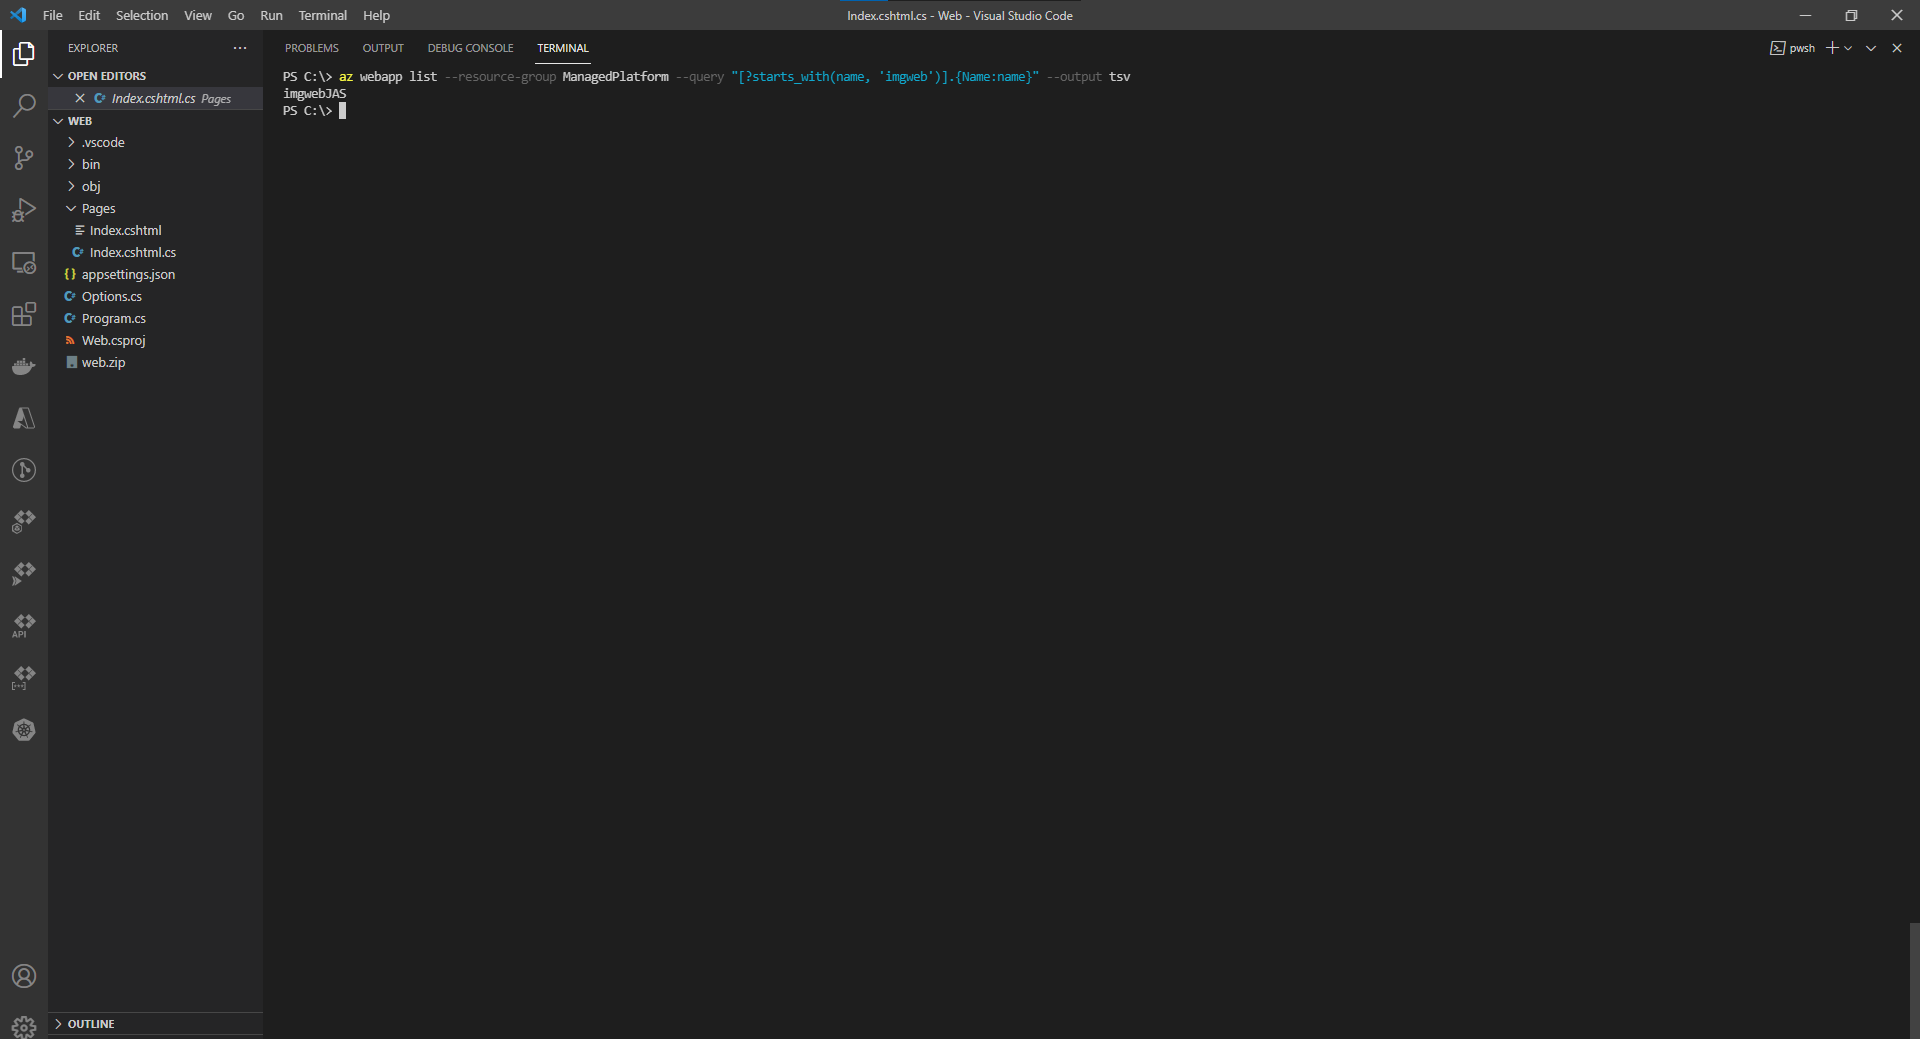 File Edit Selection View Go Run Terminal Help
Index.cshtml.cs - Web - Visual Studio Code
EXPLORER
OPEN EDITORS
Index.cshtml.cs Pages
WEB
.vscode
bin
obj
Pages
Index.cshtml
Index.cshtml.cs
appsettings.json
Options.cs
Program.cs
Web.csproj
web.zip
OUTLINE
PROBLEMS OUTPUT DEBUG CONSOLE TERMINAL
pwsh
PS C:\> az webapp list --resource-group ManagedPlatform --query "[?starts_with(name, 'imgweb')].{Name:name}" --output tsv
imgwebJAS
PS C:\>
API